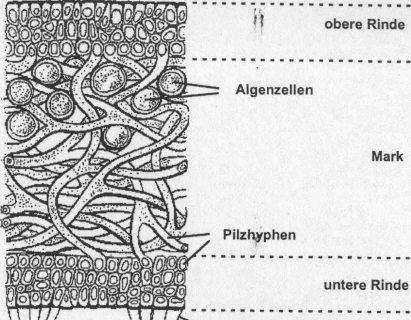 obere Rinde
Algenzellen
Mark
Pilzhyphen
untere Rinde